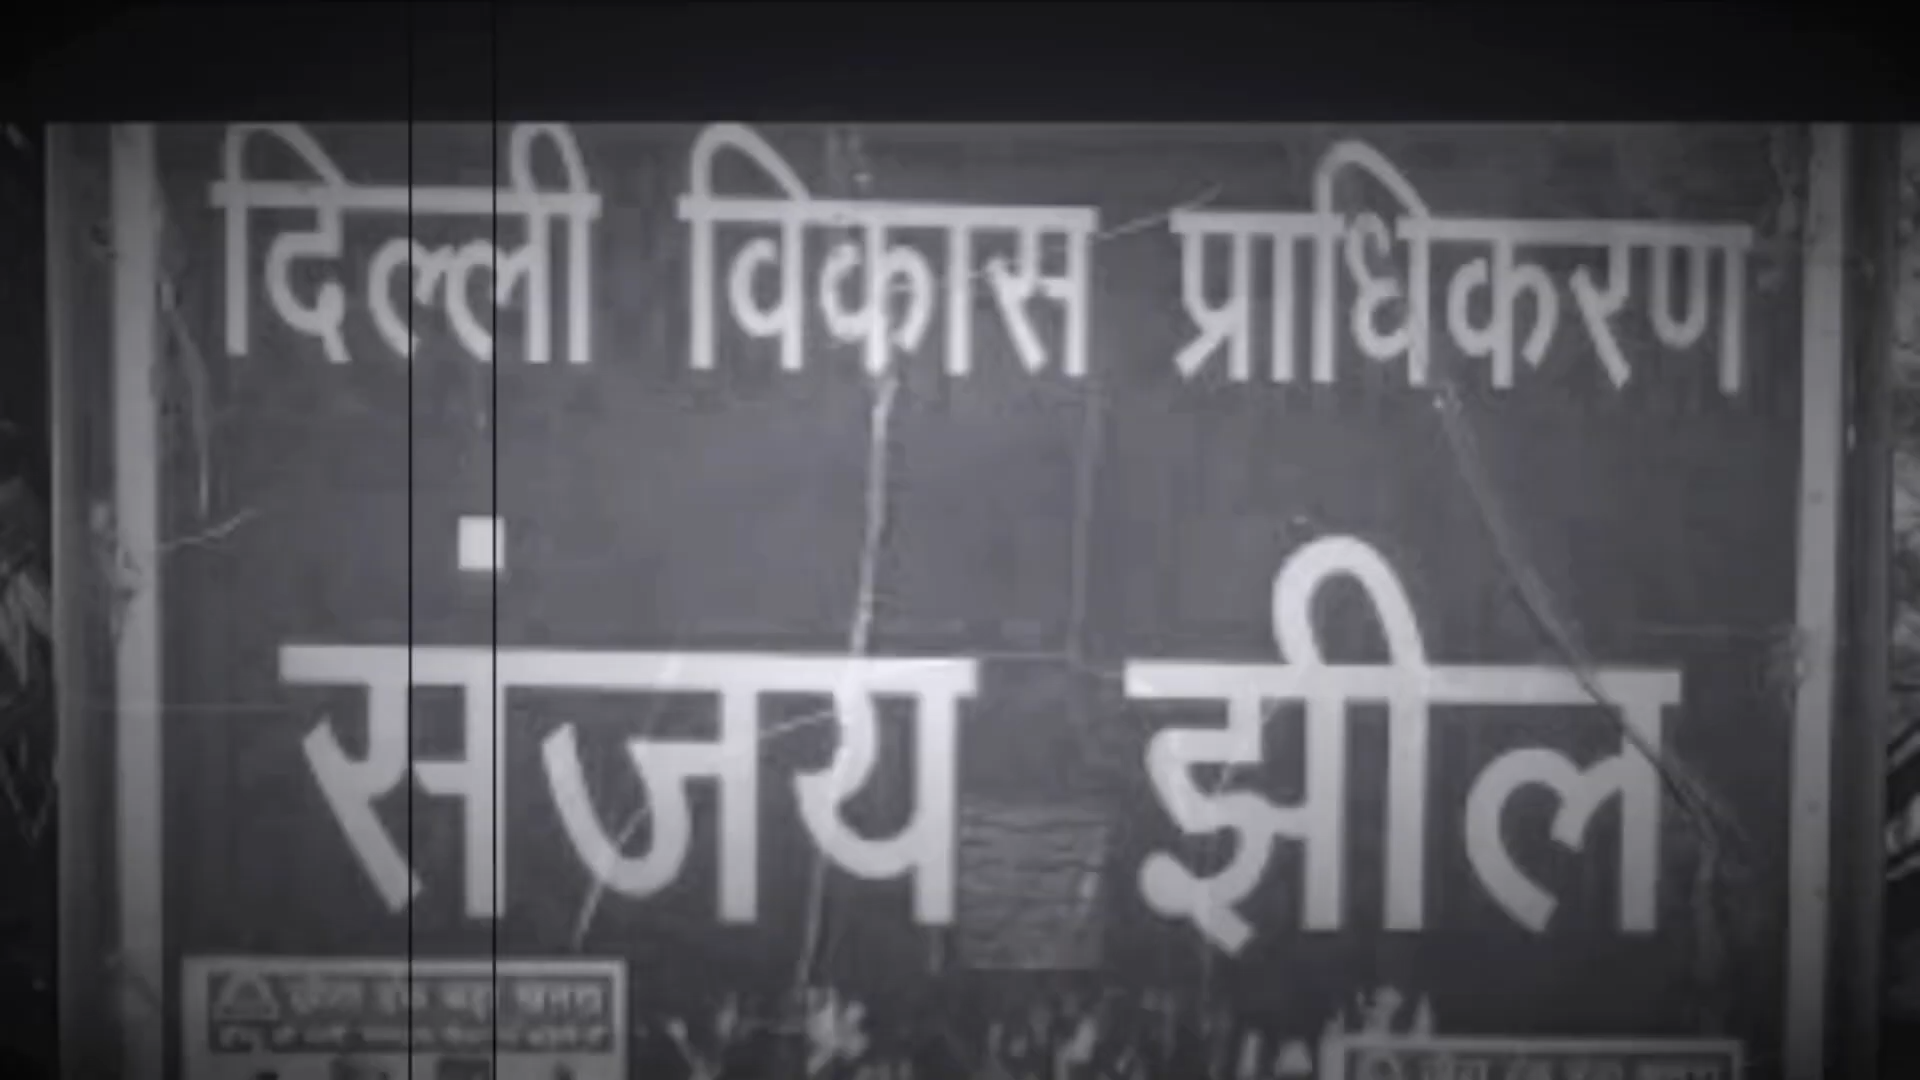 दिल्ली विकास प्राधिकरण
संजय झील